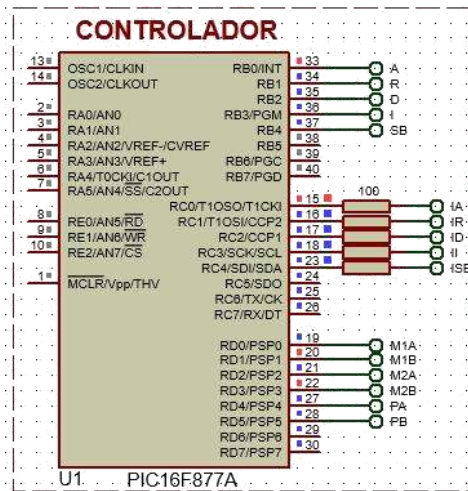 CONTROLADOR
13 OSC1/CLKIN RB0/INT 33 A
14 OSC2/CLKOUT RB1 34 R
RB2 35 D
2 RA0/AN0 RB3/PGM 36 I
3 RA1/AN1 RB4 37 SB
4 RA2/AN2/VREF-/CVREF RB5 38
5 RA3/AN3/VREF+ RB6/PGC 39
6 RA4/T0CKI/C1OUT RB7/PGD 40
7 RA5/AN4/SS/C2OUT
RC0/T1OSO/T1CKI 15 100 IA
8 RE0/AN5/RD RC1/T1OSI/CCP2 16 IR
9 RE1/AN6/WR RC2/CCP1 17 ID
10 RE2/AN7/CS RC3/SCK/SCL 18 II
RC4/SDI/SDA 23 ISB
1 MCLR/Vpp/THV RC5/SDO 24
RC6/TX/CK 25
RC7/RX/DT 26
RD0/PSP0 19 M1A
RD1/PSP1 20 M1B
RD2/PSP2 21 M2A
RD3/PSP3 22 M2B
RD4/PSP4 27 PA
RD5/PSP5 28 PB
RD6/PSP6 29
RD7/PSP7 30
U1 PIC16F877A